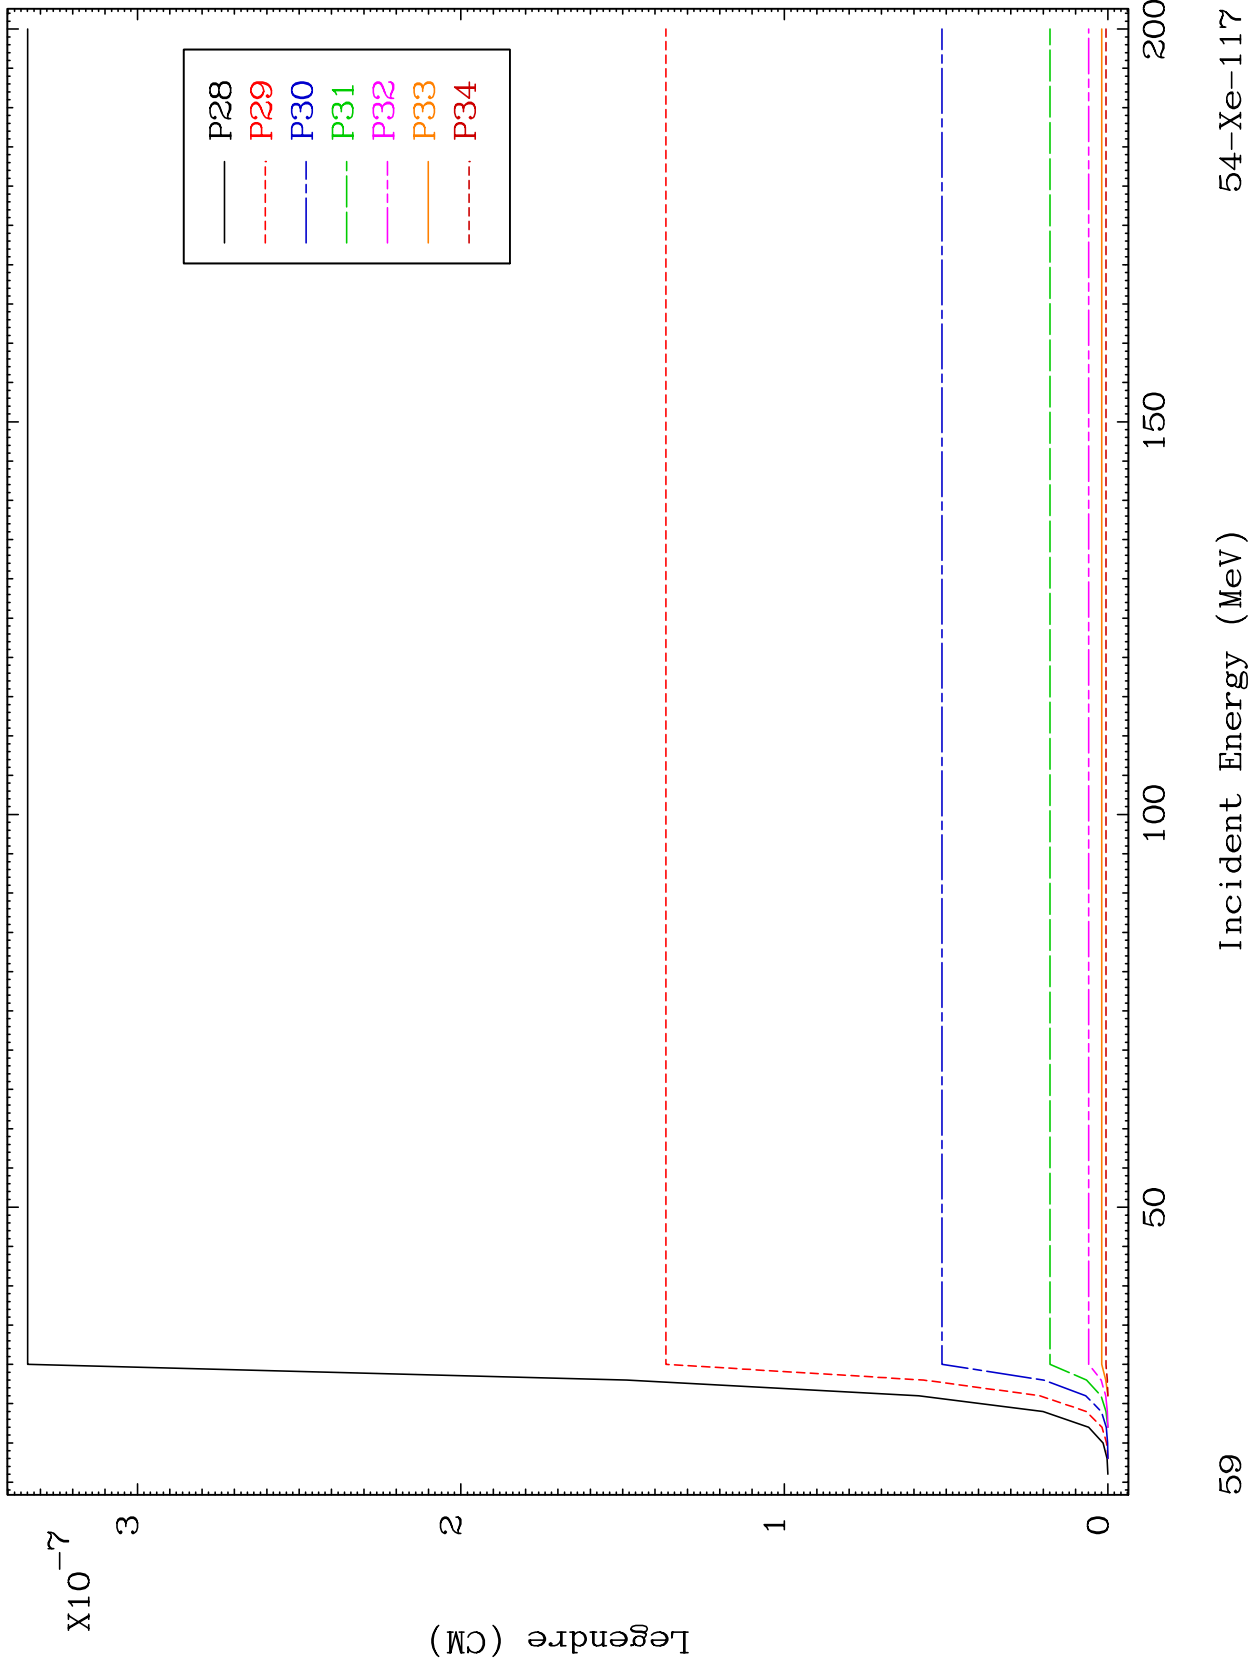 X10-7
3
2
1
0
Legendre (CM)
P28
P29
P30
P31
P32
P33
P34
50
100
150
200
59
Incident Energy (MeV)
54-Xe-117